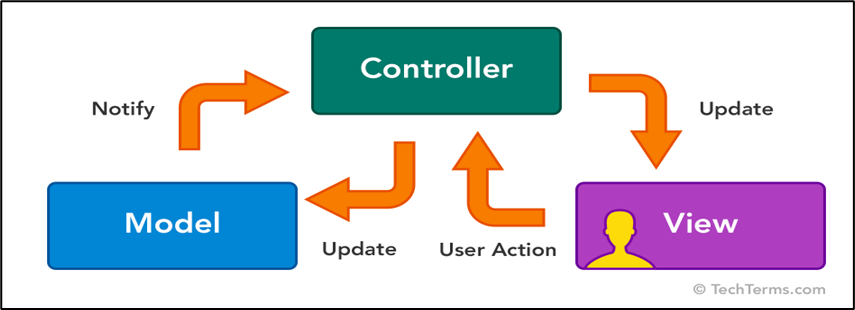 Controller
Notify
Update
Model
View
Update
User Action
© TechTerms.com